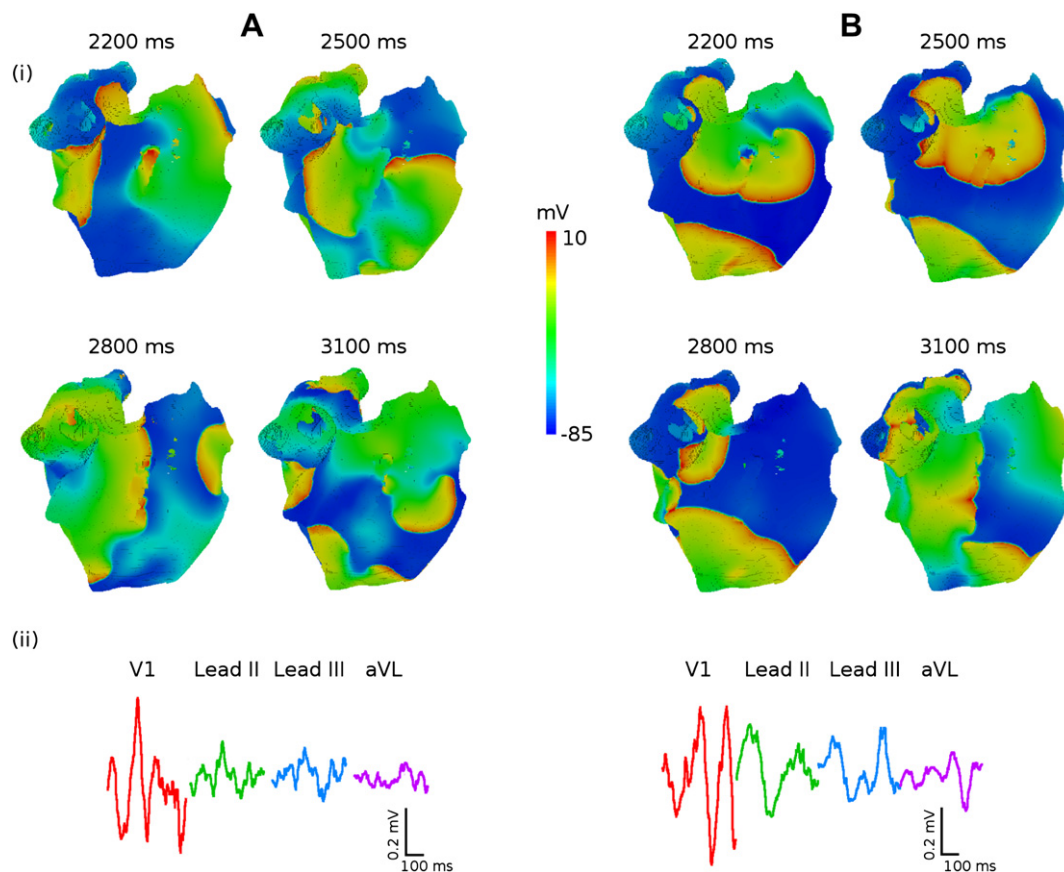 A B
2200 ms 2500 ms 2200 ms 2500 ms
(i)
mV
10
-85
2800 ms 3100 ms 2800 ms 3100 ms
(ii)
V1 Lead II Lead III aVL V1 Lead II Lead III aVL
0.2 mV 0.2 mV
100 ms 100 ms